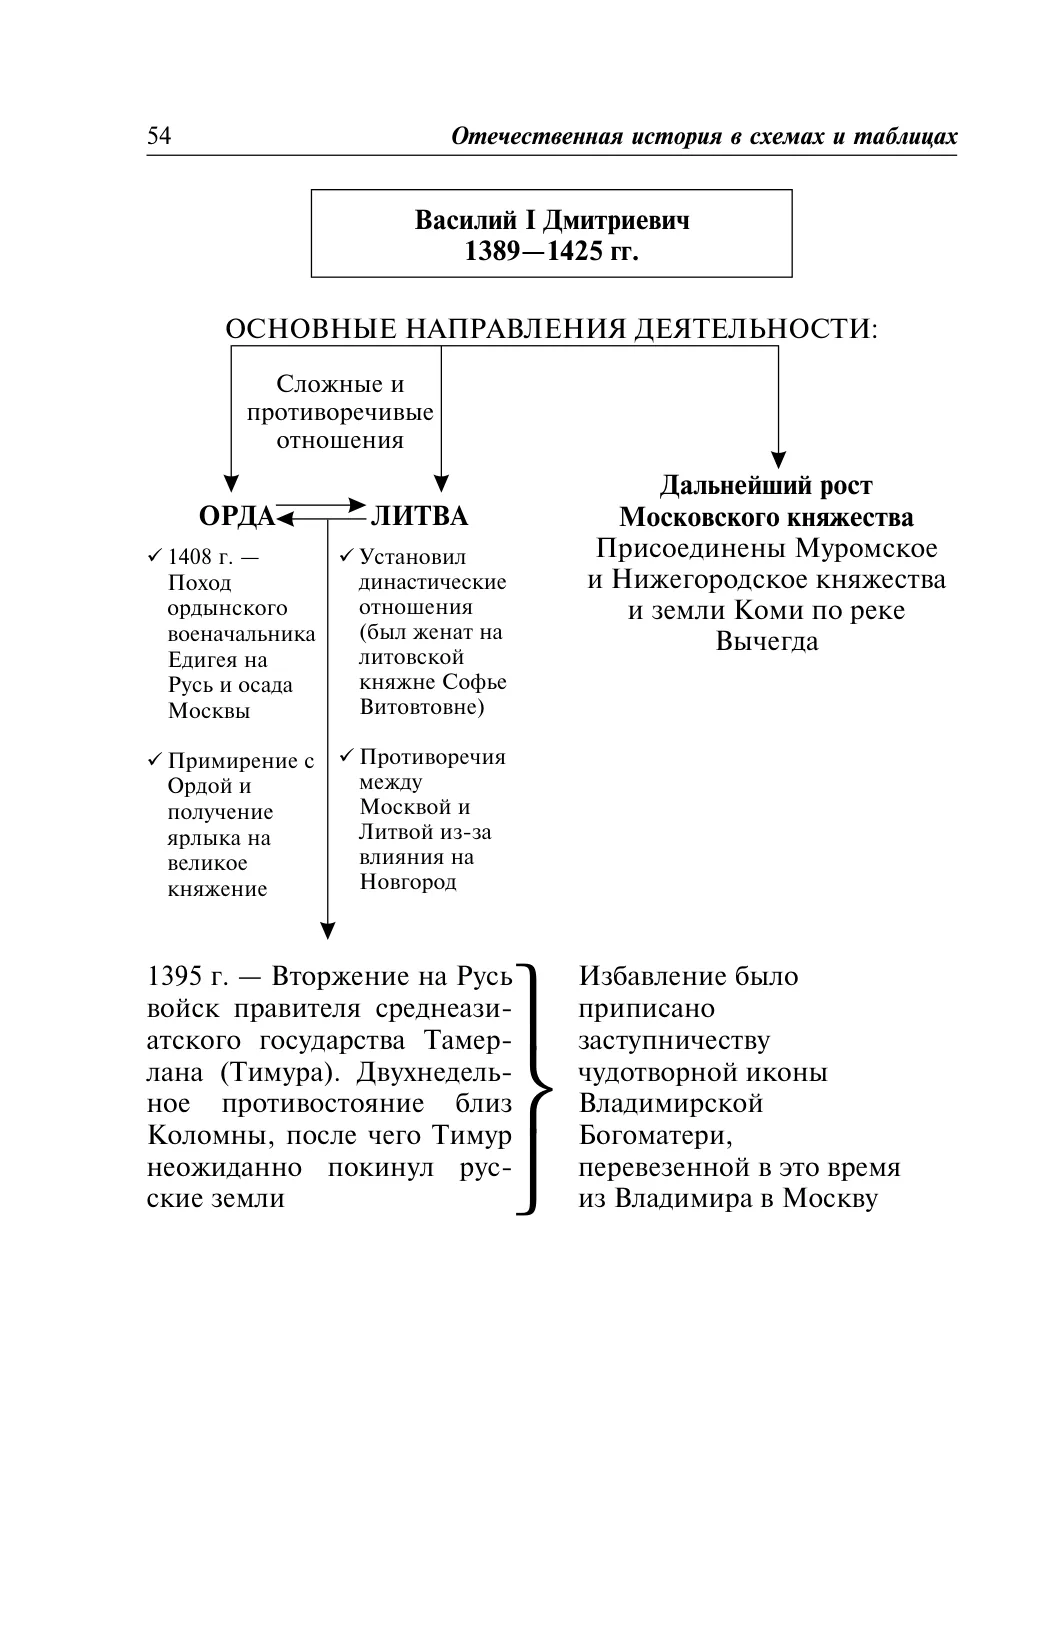 54
Отечественная история в схемах и таблицах
Василий I Дмитриевич
1389—1425 гг.
ОСНОВНЫЕ НАПРАВЛЕНИЯ ДЕЯТЕЛЬНОСТИ:
Сложные и
противоречивые
отношения
ОРДА
ЛИТВА
✓ 1408 г. —
Поход
ордынского
военачальника
Едигея на
Русь и осада
Москвы
✓ Примирение с
Ордой и
получение
ярлыка на
великое
княжение
✓ Установил
династические
отношения
(был женат на
литовской
княжне Софье
Витовтовне)
✓ Противоречия
между
Москвой и
Литвой из-за
влияния на
Новгород
Дальнейший рост
Московского княжества
Присоединены Муромское
и Нижегородское княжества
и земли Коми по реке
Вычегда
1395 г. — Вторжение на Русь
войск правителя среднеази-
атского государства Тамер-
лана (Тимура). Двухнедель-
ное противостояние близ
Коломны, после чего Тимур
неожиданно покинул рус-
ские земли
Избавление было
приписано
заступничеству
чудотворной иконы
Владимирской
Богоматери,
перевезенной в это время
из Владимира в Москву